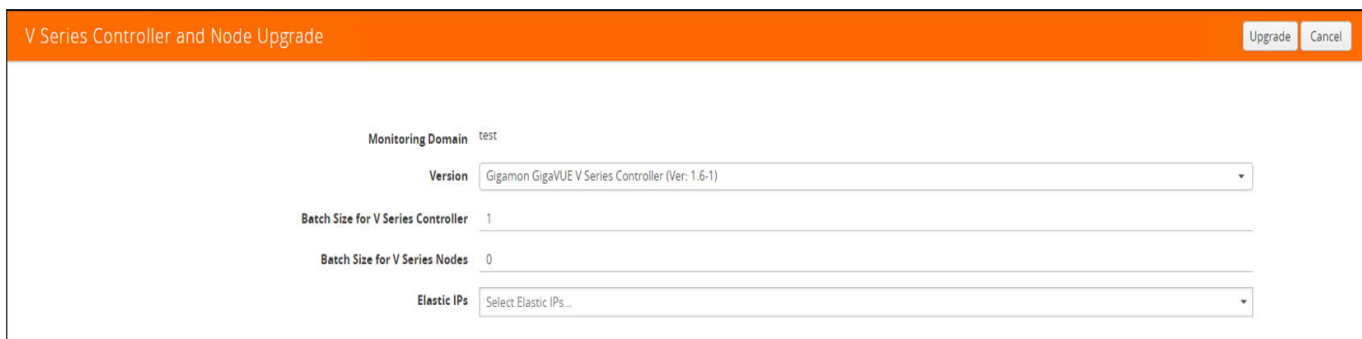 V Series Controller and Node Upgrade Upgrade Cancel
Monitoring Domain test
Version Gigamon GigaVUE V Series Controller (Ver: 1.6-1)
Batch Size for V Series Controller 1
Batch Size for V Series Nodes 0
Elastic IPs Select Elastic IPs...